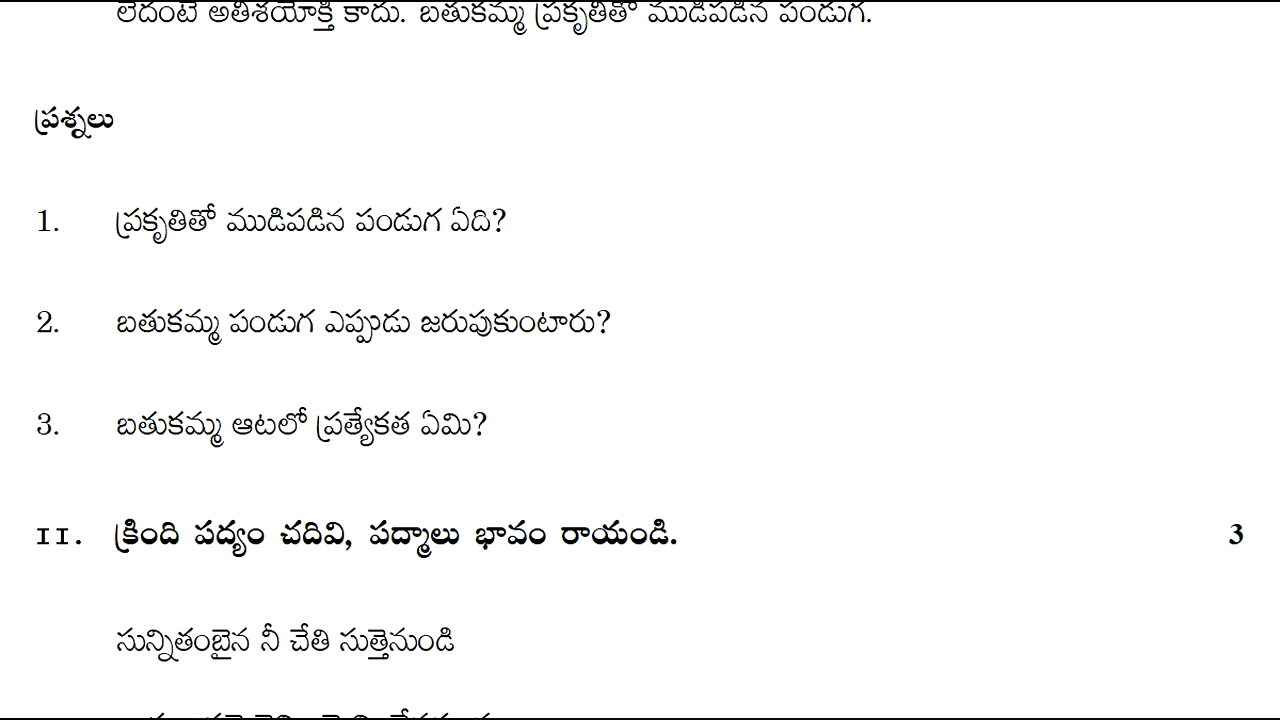 లేదంటే అతిశయోక్తి కాదు. బతుకమ్మ ప్రకృతితో ముడిపడిన పండుగ.
ప్రశ్నలు
1. ప్రకృతితో ముడిపడిన పండుగ ఏది?
2. బతుకమ్మ పండుగ ఎప్పుడు జరుపుకుంటారు?
3. బతుకమ్మ ఆటలో ప్రత్యేకత ఏమి?
II. క్రింది పద్యం చదివి, పద్మాలు భావం రాయండి. 3
సున్నితంబైన నీ చేతి సుత్తెనుండి